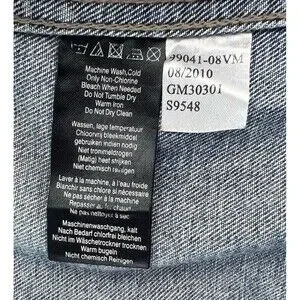 Machine Wash,Cold
Only Non-Chlorine
Bleach When Needed
Do Not Tumble Dry
Warm Iron
Do Not Dry Clean
Wassen, lage temperatuur
Chloorvrij bleekmiddel
gebruiken indien nodig
Niet trommeldrogen
(Matig) heet strijken
Niet chemisch reinigen
Laver à la machine, à l'eau froide
Blanchir sans chlore si nécessaire
Ne pas sécher à la machine
Ne pas nettoyer à sec
Maschinenwaschgang, kalt
Nach Bedarf chlorfrei bleichen
Nicht im Wäschetrockner trocknen
Warm bügeln
Nicht chemisch reinigen
99041-08VM
08/2010
GM30301
S9548